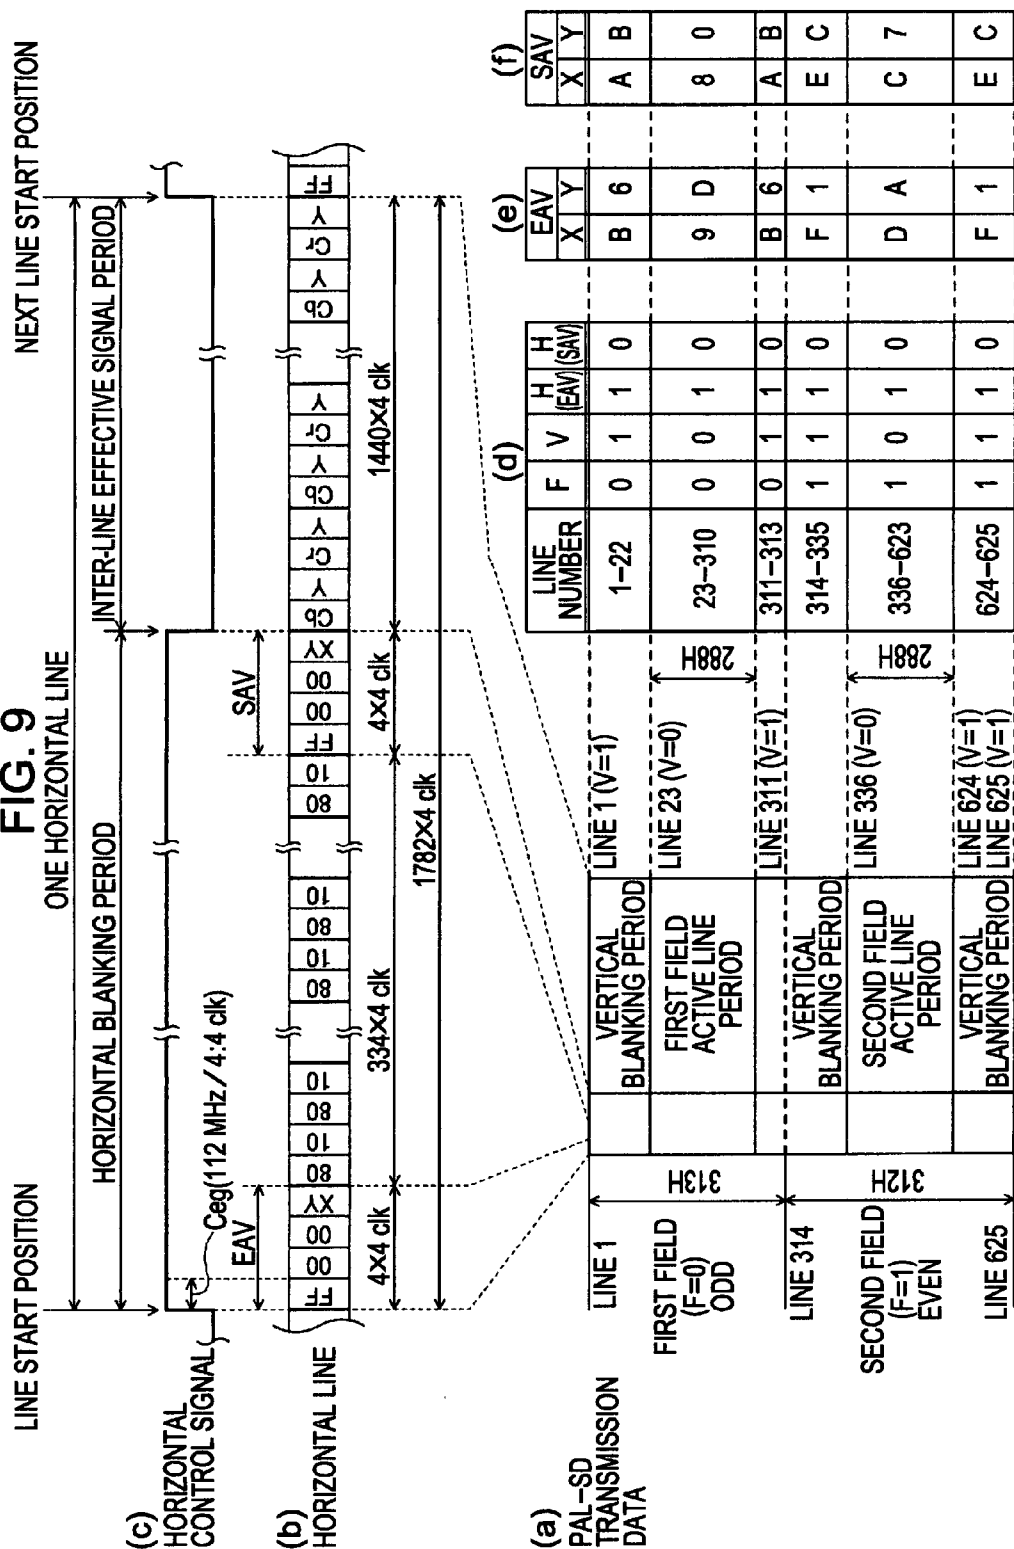 FIG. 9
LINE START POSITION
NEXT LINE START POSITION
ONE HORIZONTAL LINE
HORIZONTAL BLANKING PERIOD
INTER-LINE EFFECTIVE SIGNAL PERIOD
(c)
HORIZONTAL
CONTROL SIGNAL
Ceg(112 MHz/4:4 clk)
EAV
SAV
(b)
HORIZONTAL LINE
FF 00 00 XY 80 10 80 10 80 10 80 10 80 10 FF 00 00 XY Cb Y Cr Y Cb Y Cr Y Cb Y Cr Y FF
4×4 clk
334×4 clk
4×4 clk
1440×4 clk
1782×4 clk
(a)
PAL-SD
TRANSMISSION
DATA
LINE 1
FIRST FIELD
(F=0)
ODD
LINE 314
SECOND FIELD
(F=1)
EVEN
LINE 625
313H
312H
VERTICAL
BLANKING PERIOD
FIRST FIELD
ACTIVE LINE
PERIOD
VERTICAL
BLANKING PERIOD
SECOND FIELD
ACTIVE LINE
PERIOD
VERTICAL
BLANKING PERIOD
LINE 1 (V=1)
LINE 23 (V=0)
LINE 311 (V=1)
LINE 336 (V=0)
LINE 624 (V=1)
LINE 625 (V=1)
288H
288H
(d)
LINE NUMBER F V H (EAV) H (SAV)
1-22 0 1 1 0
23-310 0 0 1 0
311-313 0 1 1 0
314-335 1 1 1 0
336-623 1 0 1 0
624-625 1 1 1 0
(e)
EAV
X Y
B 6
9 D
B 6
F 1
D A
F 1
(f)
SAV
X Y
A B
8 0
A B
E C
C 7
E C